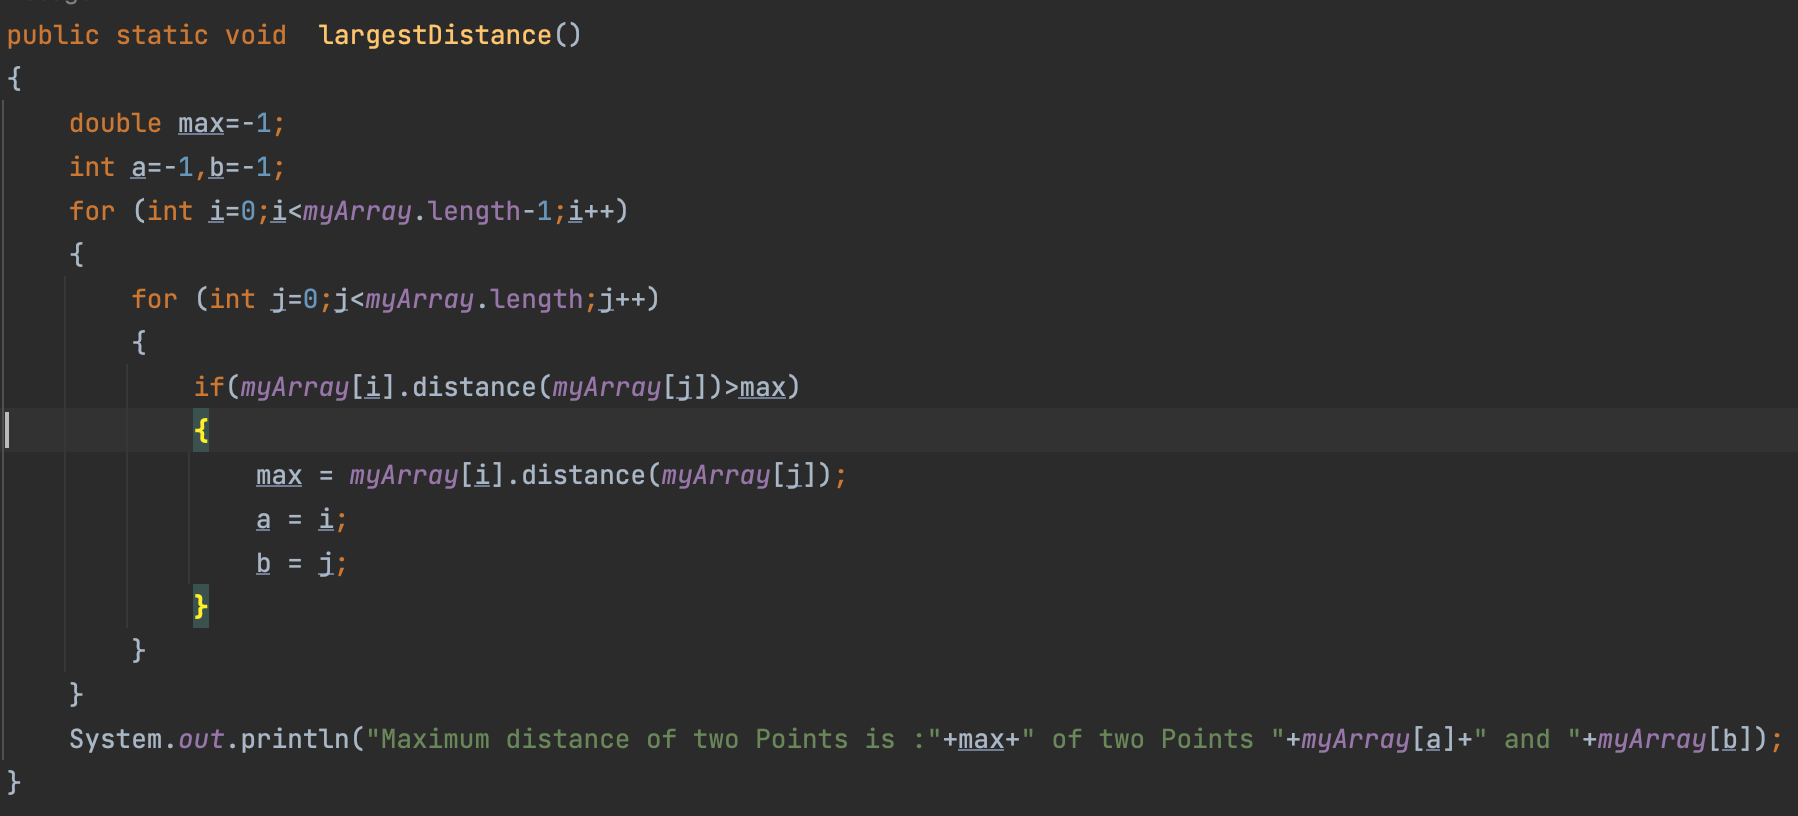 public static void  largestDistance()
{
    double max=-1;
    int a=-1,b=-1;
    for (int i=0;i<myArray.length-1;i++)
    {
        for (int j=0;j<myArray.length;j++)
        {
            if(myArray[i].distance(myArray[j])>max)
            {
                max = myArray[i].distance(myArray[j]);
                a = i;
                b = j;
            }
        }
    }
    System.out.println("Maximum distance of two Points is :"+max+" of two Points "+myArray[a]+" and "+myArray[b]);
}